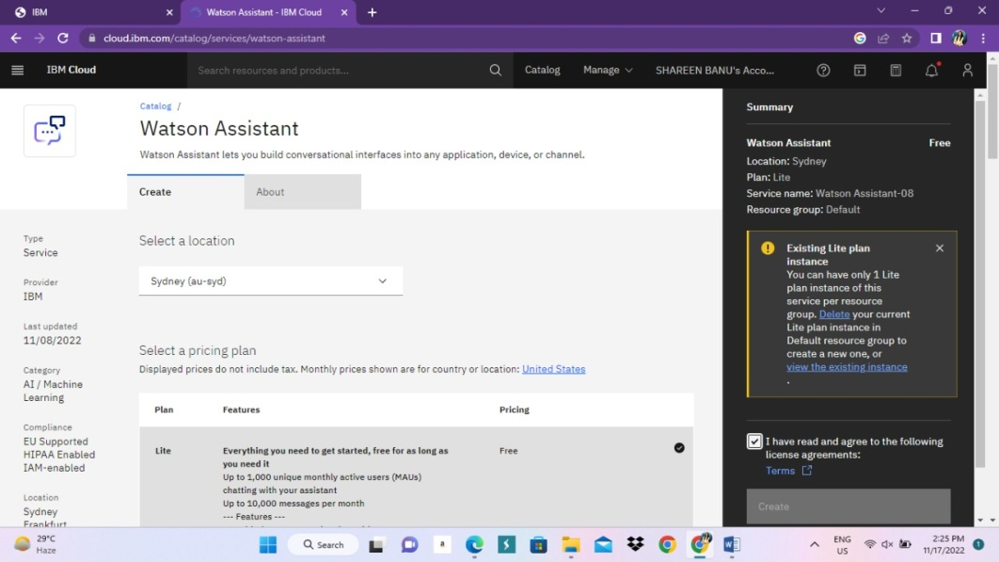 IBM
Watson Assistant - IBM Cloud
cloud.ibm.com/catalog/services/watson-assistant
IBM Cloud
Search resources and products...
Catalog
Manage
SHAREEN BANU's Acco...
Catalog /
Watson Assistant
Watson Assistant lets you build conversational interfaces into any application, device, or channel.
Create
About
Type
Service
Provider
IBM
Last updated
11/08/2022
Category
AI / Machine
Learning
Compliance
EU Supported
HIPAA Enabled
IAM-enabled
Location
Sydney
Frankfurt
Select a location
Sydney (au-syd)
Select a pricing plan
Displayed prices do not include tax. Monthly prices shown are for country or location: United States
Plan Features Pricing
Lite Everything you need to get started, free for as long as Free
you need it
Up to 1,000 unique monthly active users (MAUs)
chatting with your assistant
Up to 10,000 messages per month
--- Features ---
Summary
Watson Assistant Free
Location: Sydney
Plan: Lite
Service name: Watson Assistant-08
Resource group: Default
Existing Lite plan
instance
You can have only 1 Lite
plan instance of this
service per resource
group. Delete your current
Lite plan instance in
Default resource group to
create a new one, or
view the existing instance
.
I have read and agree to the following
license agreements:
Terms
Create
29°C
Haze
Search
ENG
US
2:25 PM
11/17/2022